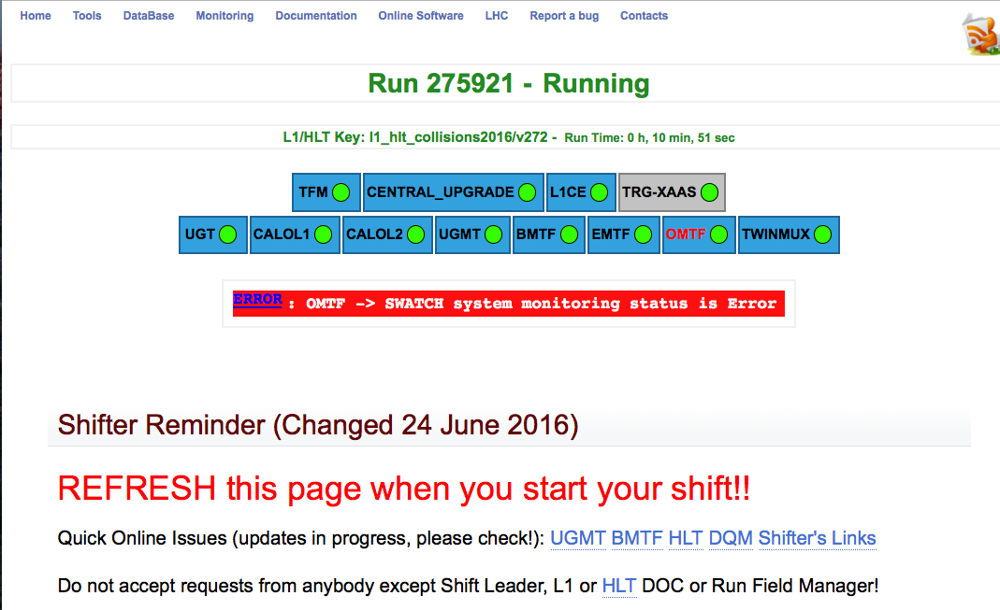 Home Tools DataBase Monitoring Documentation Online Software LHC Report a bug Contacts
Run 275921 - Running
L1/HLT Key: l1_hlt_collisions2016/v272 - Run Time: 0 h, 10 min, 51 sec
TFM CENTRAL_UPGRADE L1CE TRG-XAAS
UGT CALOL1 CALOL2 UGMT BMTF EMTF OMTF TWINMUX
ERROR : OMTF -> SWATCH system monitoring status is Error
Shifter Reminder (Changed 24 June 2016)
REFRESH this page when you start your shift!!
Quick Online Issues (updates in progress, please check!): UGMT BMTF HLT DQM Shifter's Links
Do not accept requests from anybody except Shift Leader, L1 or HLT DOC or Run Field Manager!